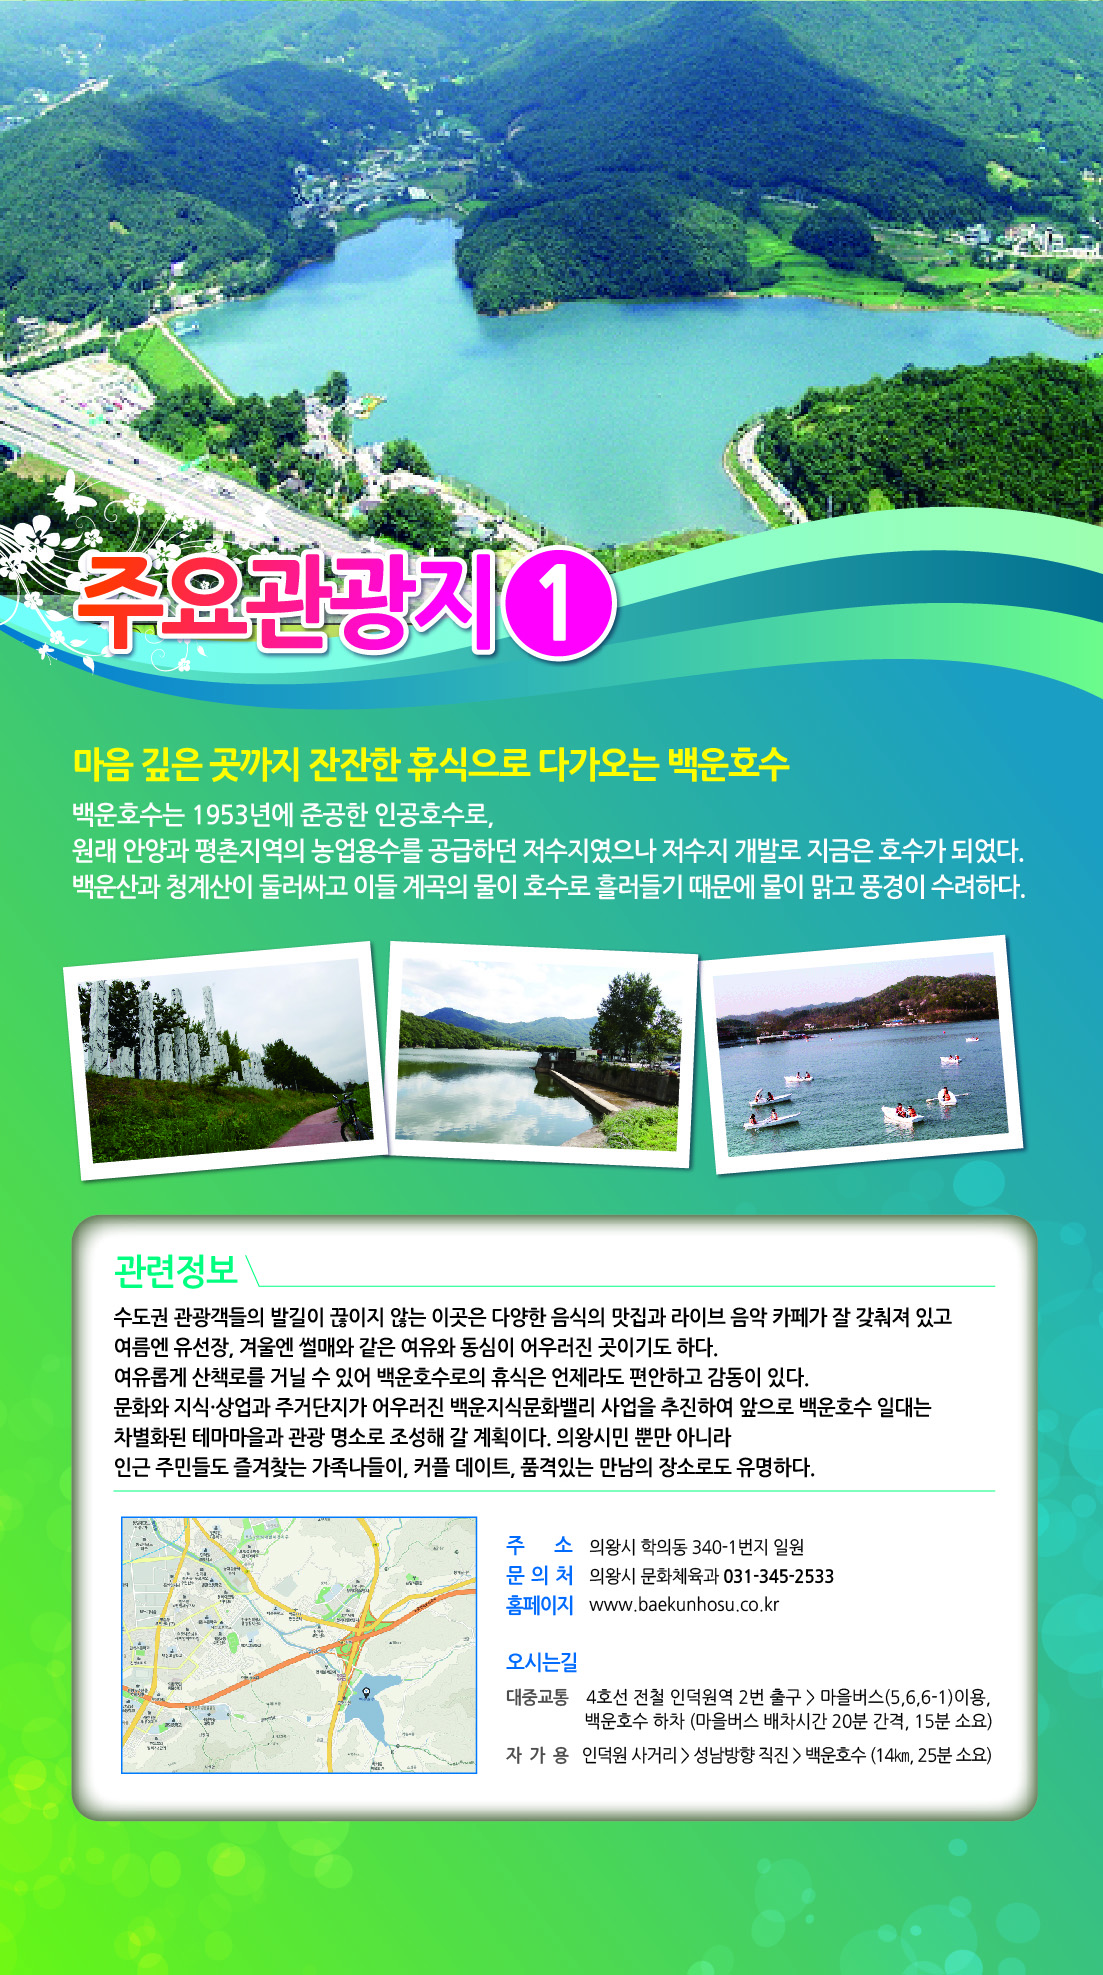 주요관광지 1
마음 깊은 곳까지 잔잔한 휴식으로 다가오는 백운호수
백운호수는 1953년에 준공한 인공호수로,
원래 안양과 평촌지역의 농업용수를 공급하던 저수지였으나 저수지 개발로 지금은 호수가 되었다.
백운산과 청계산이 둘러싸고 이들 계곡의 물이 호수로 흘러들기 때문에 물이 맑고 풍경이 수려하다.
관련정보
수도권 관광객들의 발길이 끊이지 않는 이곳은 다양한 음식의 맛집과 라이브 음악 카페가 잘 갖춰져 있고
여름엔 유선장, 겨울엔 썰매와 같은 여유와 동심이 어우러진 곳이기도 하다.
여유롭게 산책로를 거닐 수 있어 백운호수로의 휴식은 언제라도 편안하고 감동이 있다.
문화와 지식·상업과 주거단지가 어우러진 백운지식문화밸리 사업을 추진하여 앞으로 백운호수 일대는
차별화된 테마마을과 관광 명소로 조성해 갈 계획이다. 의왕시민 뿐만 아니라
인근 주민들도 즐겨찾는 가족나들이, 커플 데이트, 품격있는 만남의 장소로도 유명하다.
주 소 의왕시 학의동 340-1번지 일원
문 의 처 의왕시 문화체육과 031-345-2533
홈페이지 www.baekunhosu.co.kr
오시는길
대중교통 4호선 전철 인덕원역 2번 출구 > 마을버스(5,6,6-1)이용,
백운호수 하차 (마을버스 배차시간 20분 간격, 15분 소요)
자 가 용 인덕원 사거리 > 성남방향 직진 > 백운호수 (14㎞, 25분 소요)